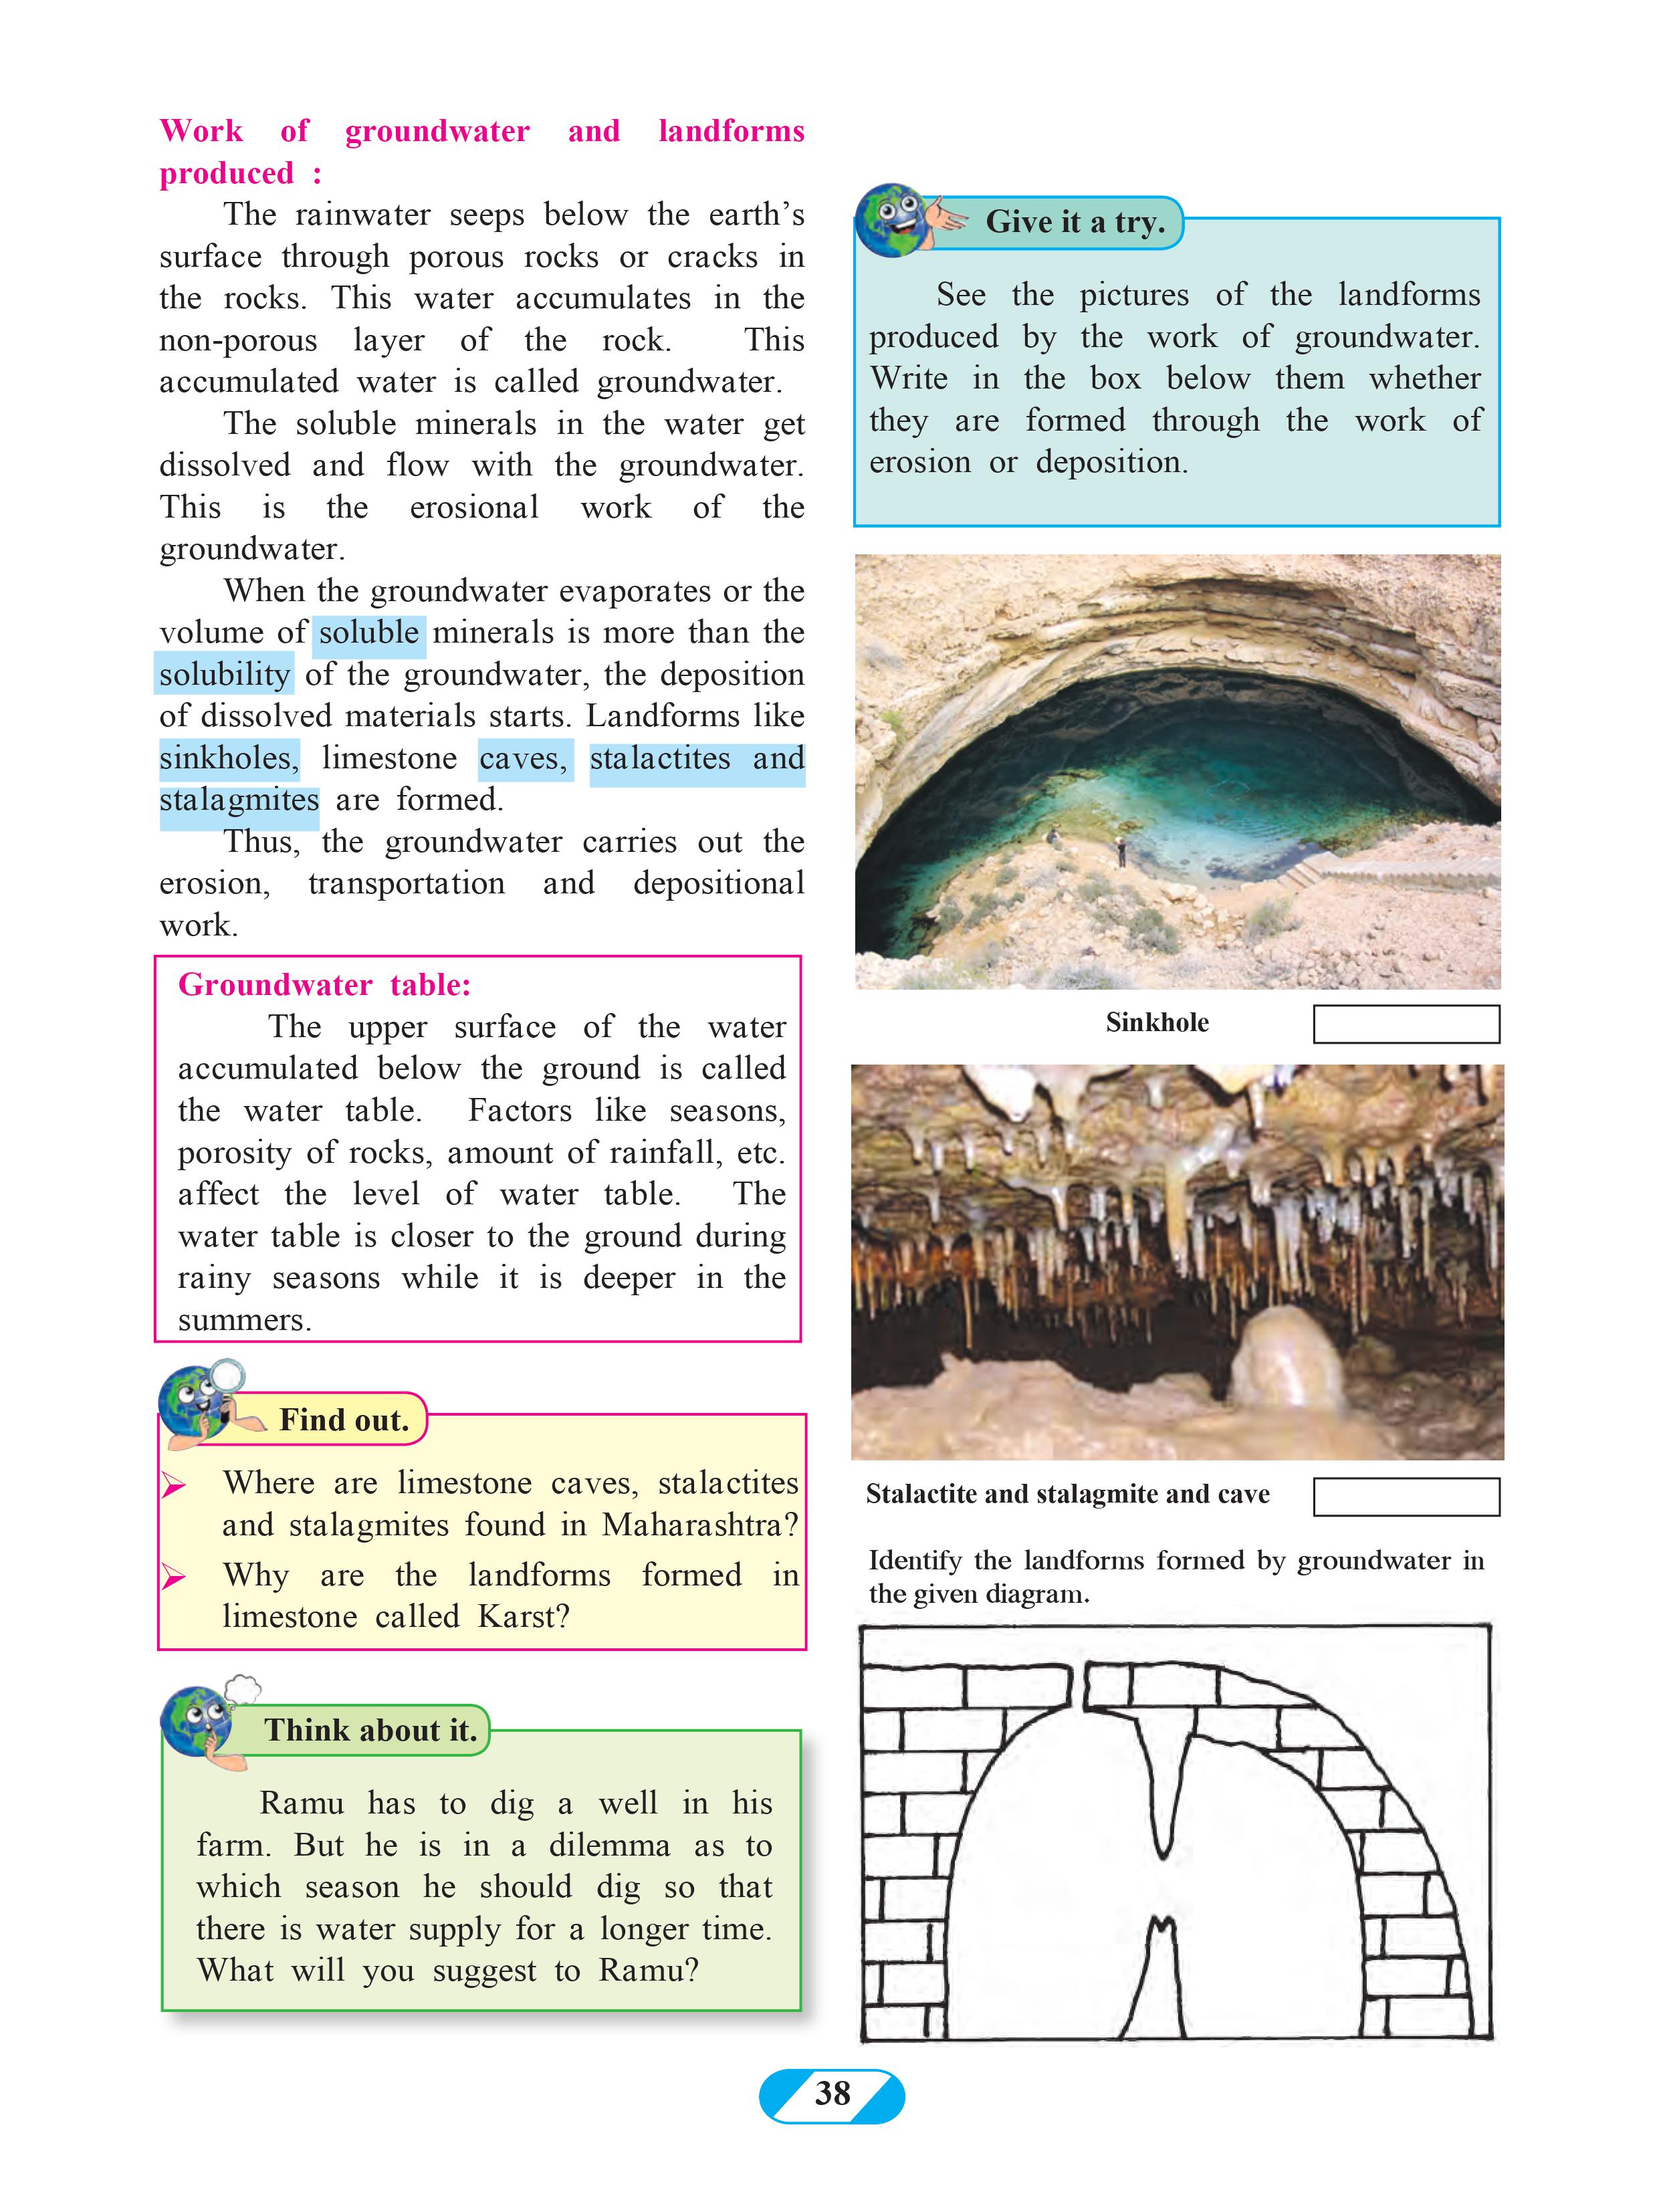 Work of groundwater and landforms
produced :
The rainwater seeps below the earth’s
surface through porous rocks or cracks in
the rocks. This water accumulates in the
non-porous layer of the rock. This
accumulated water is called groundwater.
The soluble minerals in the water get
dissolved and flow with the groundwater.
This is the erosional work of the
groundwater.
When the groundwater evaporates or the
volume of soluble minerals is more than the
solubility of the groundwater, the deposition
of dissolved materials starts. Landforms like
sinkholes, limestone caves, stalactites and
stalagmites are formed.
Thus, the groundwater carries out the
erosion, transportation and depositional
work.
Groundwater table:
The upper surface of the water
accumulated below the ground is called
the water table. Factors like seasons,
porosity of rocks, amount of rainfall, etc.
affect the level of water table. The
water table is closer to the ground during
rainy seasons while it is deeper in the
summers.
Find out.
Where are limestone caves, stalactites
and stalagmites found in Maharashtra?
Why are the landforms formed in
limestone called Karst?
Think about it.
Ramu has to dig a well in his
farm. But he is in a dilemma as to
which season he should dig so that
there is water supply for a longer time.
What will you suggest to Ramu?
Give it a try.
See the pictures of the landforms
produced by the work of groundwater.
Write in the box below them whether
they are formed through the work of
erosion or deposition.
Sinkhole
Stalactite and stalagmite and cave
Identify the landforms formed by groundwater in
the given diagram.
38